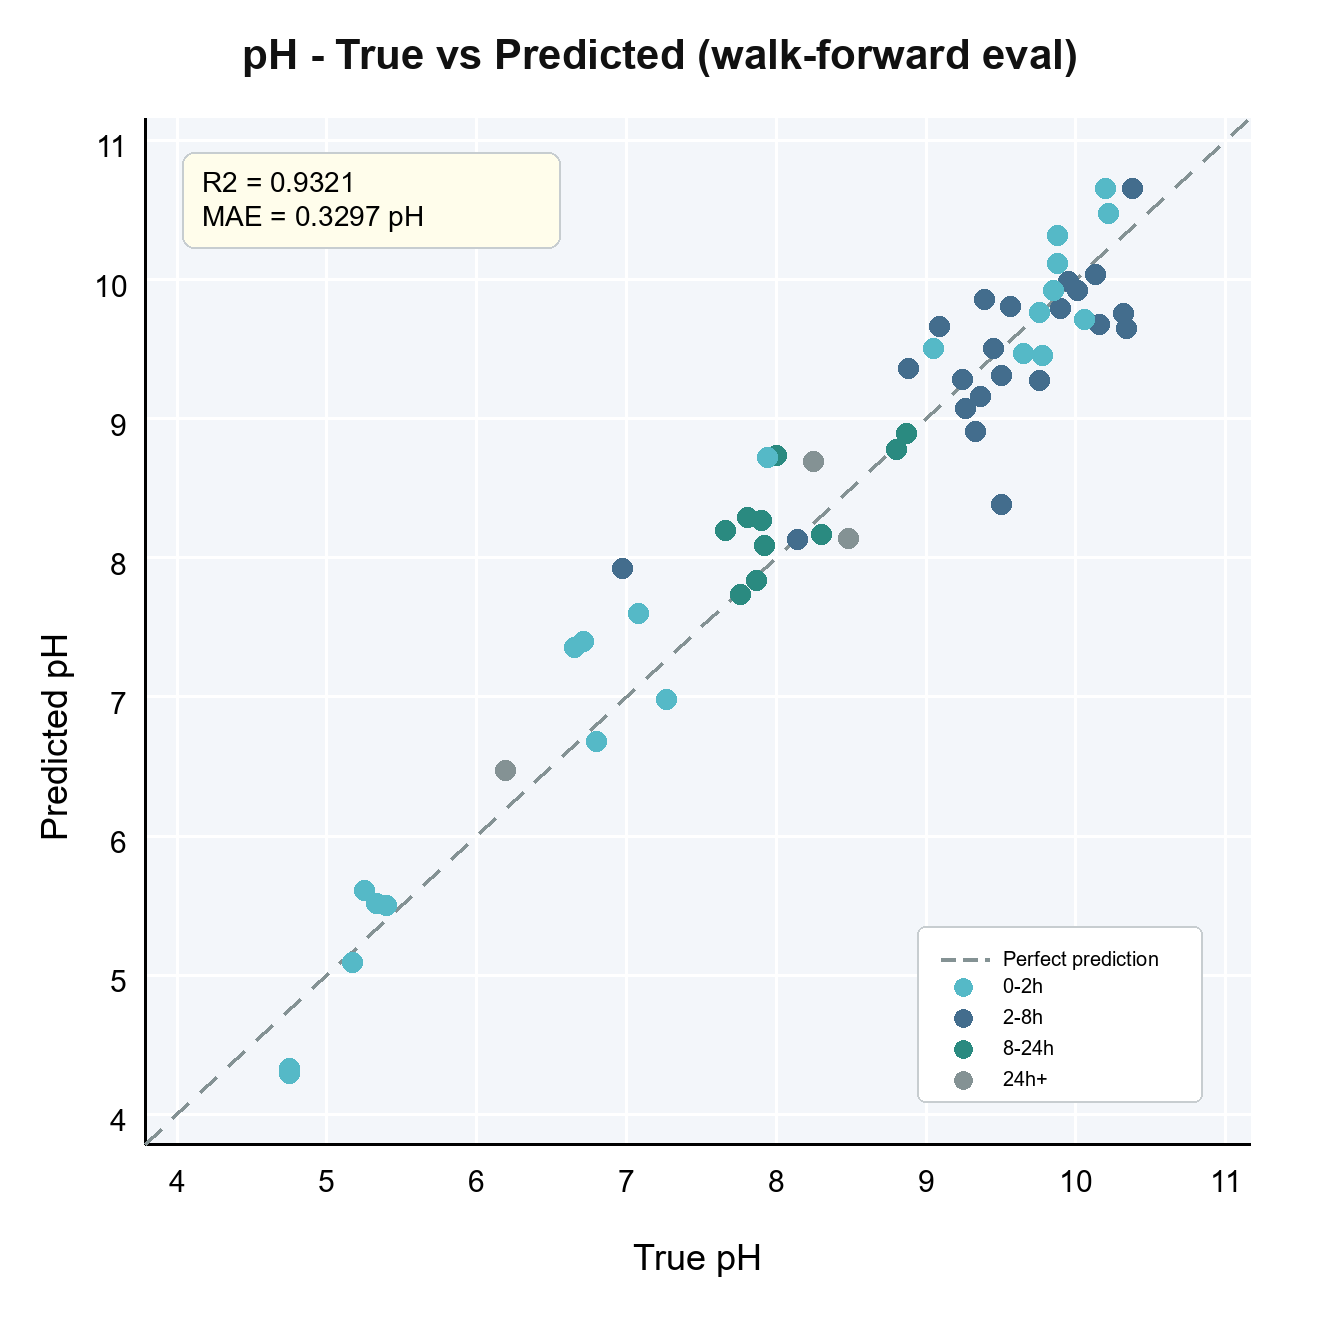 pH - True vs Predicted (walk-forward eval)
R2 = 0.9321
MAE = 0.3297 pH
11
10
9
8
7
6
5
4
Predicted pH
Perfect prediction
0-2h
2-8h
8-24h
24h+
4 5 6 7 8 9 10 11
True pH